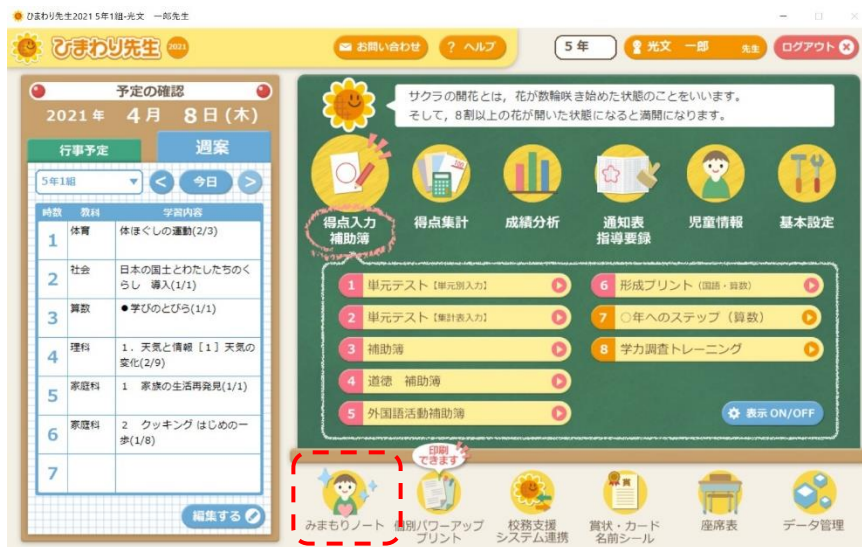 ひまわり先生2021 5年1組-光文　一郎先生
ひまわり先生 2021
お問い合わせ
? ヘルプ
5 年
光文　一郎 先生
ログアウト
予定の確認
2021 年 4 月 8 日 (木)
行事予定
週案
5年1組
今日
時数 教科 学習内容
1 体育 体ほぐしの運動(2/3)
2 社会 日本の国土とわたしたちのく
らし　導入(1/1)
3 算数 ●学びのとびら(1/1)
4 理科 1．天気と情報［1］天気の
変化(2/9)
5 家庭科 1　家族の生活再発見(1/1)
6 家庭科 2　クッキング はじめの一
歩(1/8)
7
編集する
サクラの開花とは，花が数輪咲き始めた状態のことをいいます。
そして，8割以上の花が開いた状態になると満開になります。
得点入力
補助簿
得点集計
成績分析
通知表
指導要録
児童情報
基本設定
1 単元テスト【単元別入力】
2 単元テスト【集計表入力】
3 補助簿
4 道徳　補助簿
5 外国語活動補助簿
6 形成プリント（国語・算数）
7 ○年へのステップ（算数）
8 学力調査トレーニング
表示 ON/OFF
印刷
できます
みまもりノート
個別パワーアップ
プリント
校務支援
システム連携
賞状・カード
名前シール
座席表
データ管理